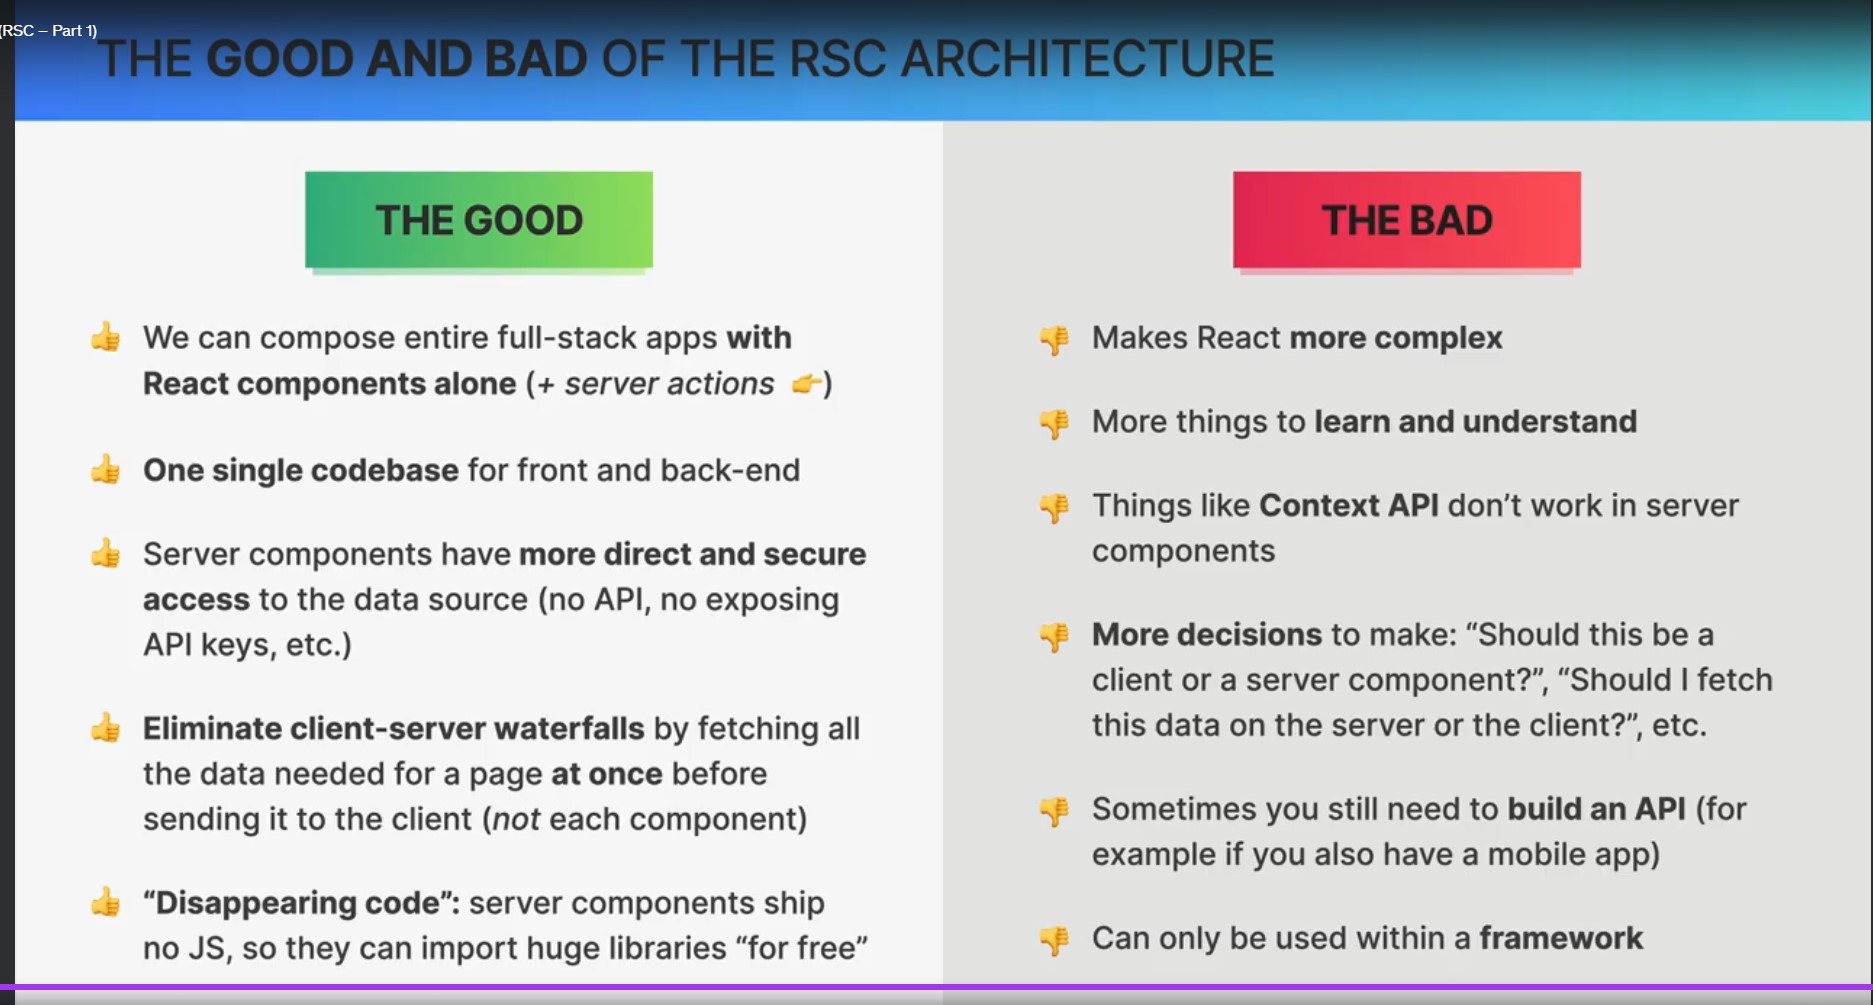 (RSC – Part 1)
THE GOOD AND BAD OF THE RSC ARCHITECTURE
THE GOOD
👍 We can compose entire full-stack apps with
React components alone (+ server actions 👉)
👍 One single codebase for front and back-end
👍 Server components have more direct and secure
access to the data source (no API, no exposing
API keys, etc.)
👍 Eliminate client-server waterfalls by fetching all
the data needed for a page at once before
sending it to the client (not each component)
👍 “Disappearing code”: server components ship
no JS, so they can import huge libraries “for free”
THE BAD
👎 Makes React more complex
👎 More things to learn and understand
👎 Things like Context API don’t work in server
components
👎 More decisions to make: “Should this be a
client or a server component?”, “Should I fetch
this data on the server or the client?”, etc.
👎 Sometimes you still need to build an API (for
example if you also have a mobile app)
👎 Can only be used within a framework